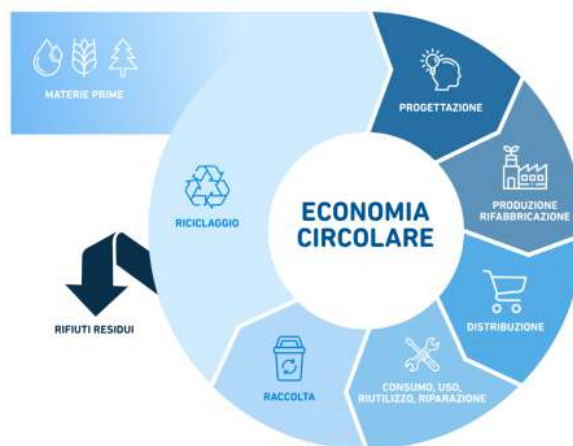 MATERIE PRIME
PROGETTAZIONE
PRODUZIONE
RIFABBRICAZIONE
ECONOMIA
CIRCOLARE
RICICLAGGIO
DISTRIBUZIONE
RIFIUTI RESIDUI
RACCOLTA
CONSUMO, USO,
RIUTILIZZO, RIPARAZIONE